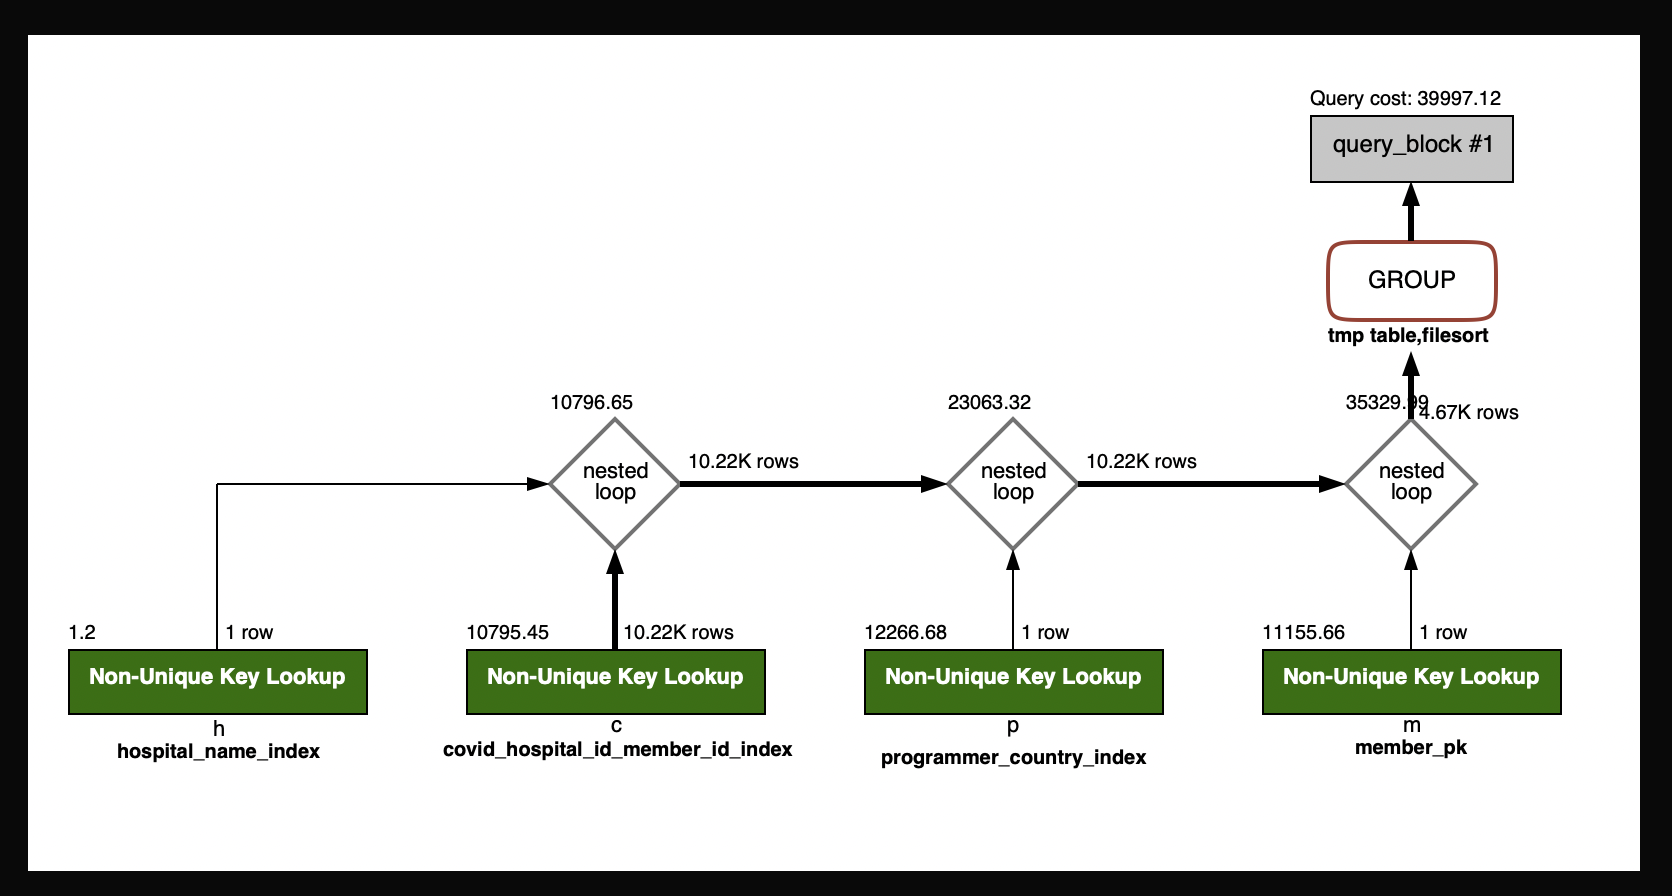 Query cost: 39997.12
query_block #1
GROUP
tmp table,filesort
10796.65
23063.32
35329.99
4.67K rows
10.22K rows
10.22K rows
nested
loop
nested
loop
nested
loop
1.2
1 row
10795.45
10.22K rows
12266.68
1 row
11155.66
1 row
Non-Unique Key Lookup
Non-Unique Key Lookup
Non-Unique Key Lookup
Non-Unique Key Lookup
h
c
p
m
hospital_name_index
covid_hospital_id_member_id_index
programmer_country_index
member_pk